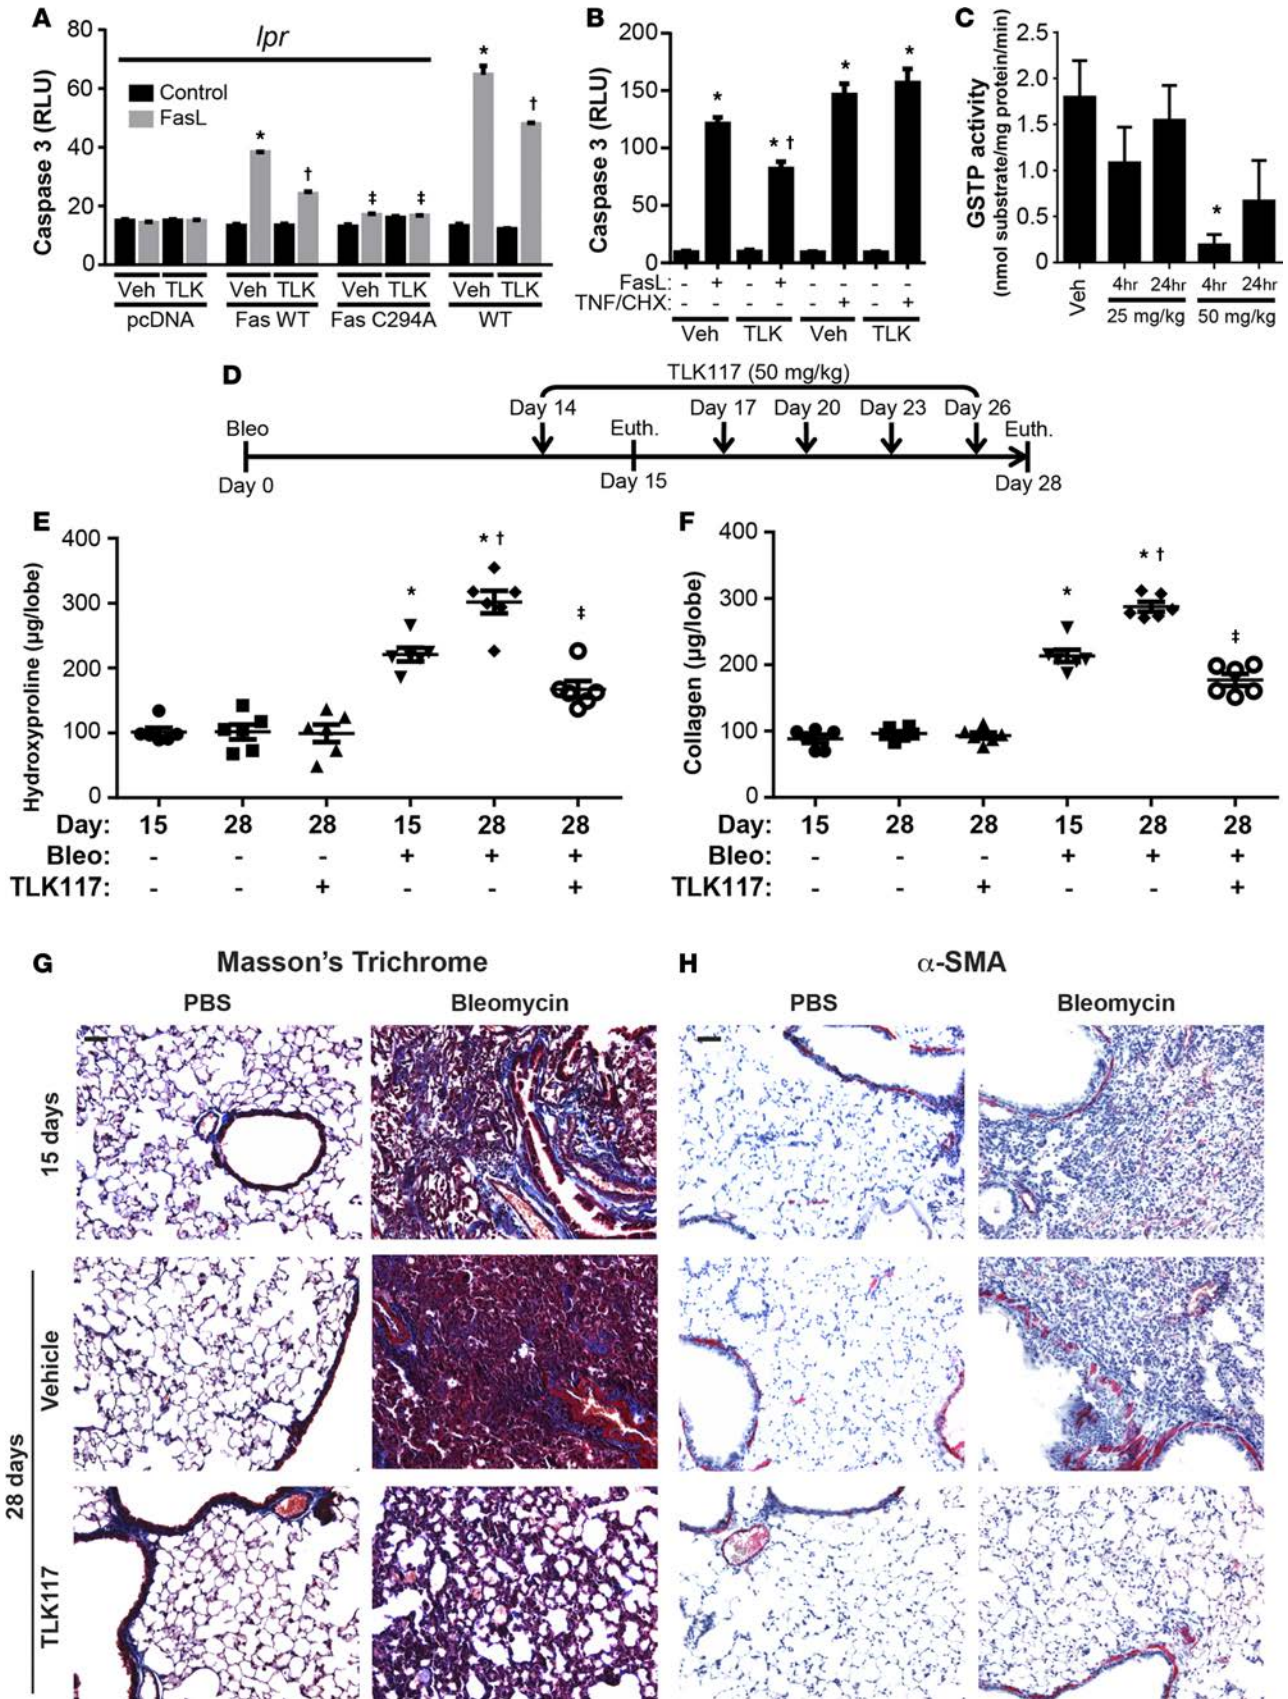 A
lpr
Control
FasL
Caspase 3 (RLU)
80
60
40
20
0
*
†
‡
‡
*
†
Veh TLK Veh TLK Veh TLK Veh TLK
pcDNA Fas WT Fas C294A WT
B
Caspase 3 (RLU)
200
150
100
50
0
*
* †
*
*
FasL: - + - + - - - -
TNF/CHX: - - - - - + - +
Veh TLK Veh TLK
C
GSTP activity
(nmol substrate/mg protein/min)
2.5
2.0
1.5
1.0
0.5
0.0
*
Veh 4hr 24hr 4hr 24hr
25 mg/kg 50 mg/kg
D
TLK117 (50 mg/kg)
Day 14 Day 17 Day 20 Day 23 Day 26
Bleo Euth. Euth.
Day 0 Day 15 Day 28
E
Hydroxyproline (µg/lobe)
400
300
200
100
0
*
* †
‡
Day: 15 28 28 15 28 28
Bleo: - - - + + +
TLK117: - - + - - +
F
Collagen (µg/lobe)
400
300
200
100
0
*
* †
‡
Day: 15 28 28 15 28 28
Bleo: - - - + + +
TLK117: - - + - - +
G Masson's Trichrome
PBS Bleomycin
15 days
28 days
Vehicle
TLK117
H α-SMA
PBS Bleomycin